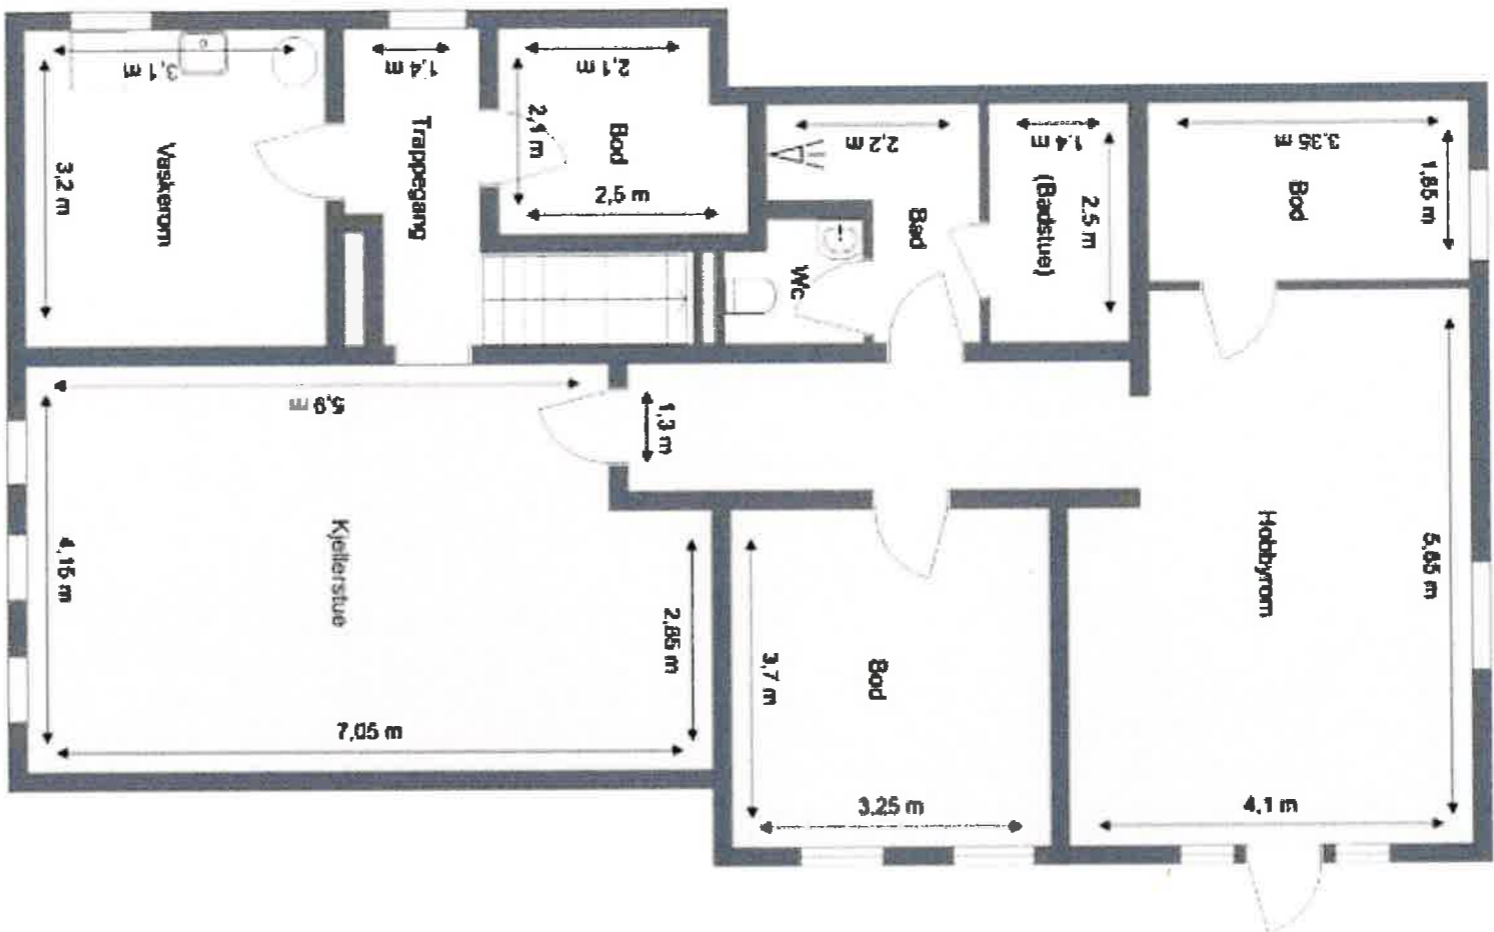 3,1 m
1,4 m
2,1 m
2,1 m
Bod
2,5 m
3,2 m
Vaskerom
Trappegang
2,2 m
1,4 m
3,35 m
1,85 m
Bod
2,5 m
(Badstue)
Bad
Wc
5,9 m
1,3 m
4,15 m
Kjellerstue
2,85 m
7,05 m
3,7 m
Bod
3,25 m
Hobbyrom
5,65 m
4,1 m